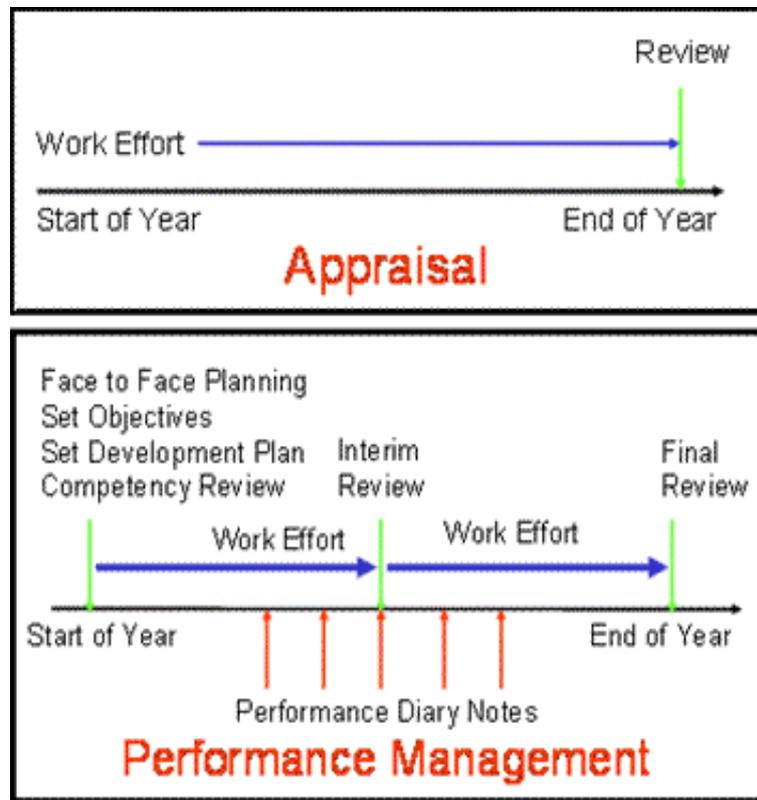 Review
Work Effort
Start of Year
End of Year
Appraisal
Face to Face Planning
Set Objectives
Set Development Plan
Competency Review
Interim
Review
Final
Review
Work Effort
Work Effort
Start of Year
End of Year
Performance Diary Notes
Performance Management